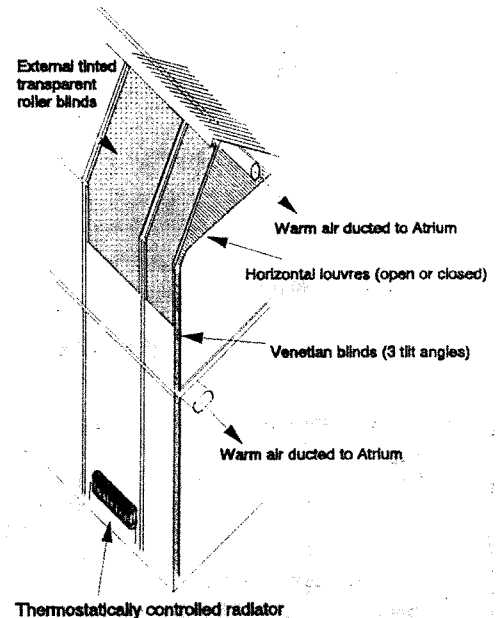 External tinted
transparent
roller blinds
Warm air ducted to Atrium
Horizontal louvres (open or closed)
Venetian blinds (3 tilt angles)
Warm air ducted to Atrium
Thermostatically controlled radiator